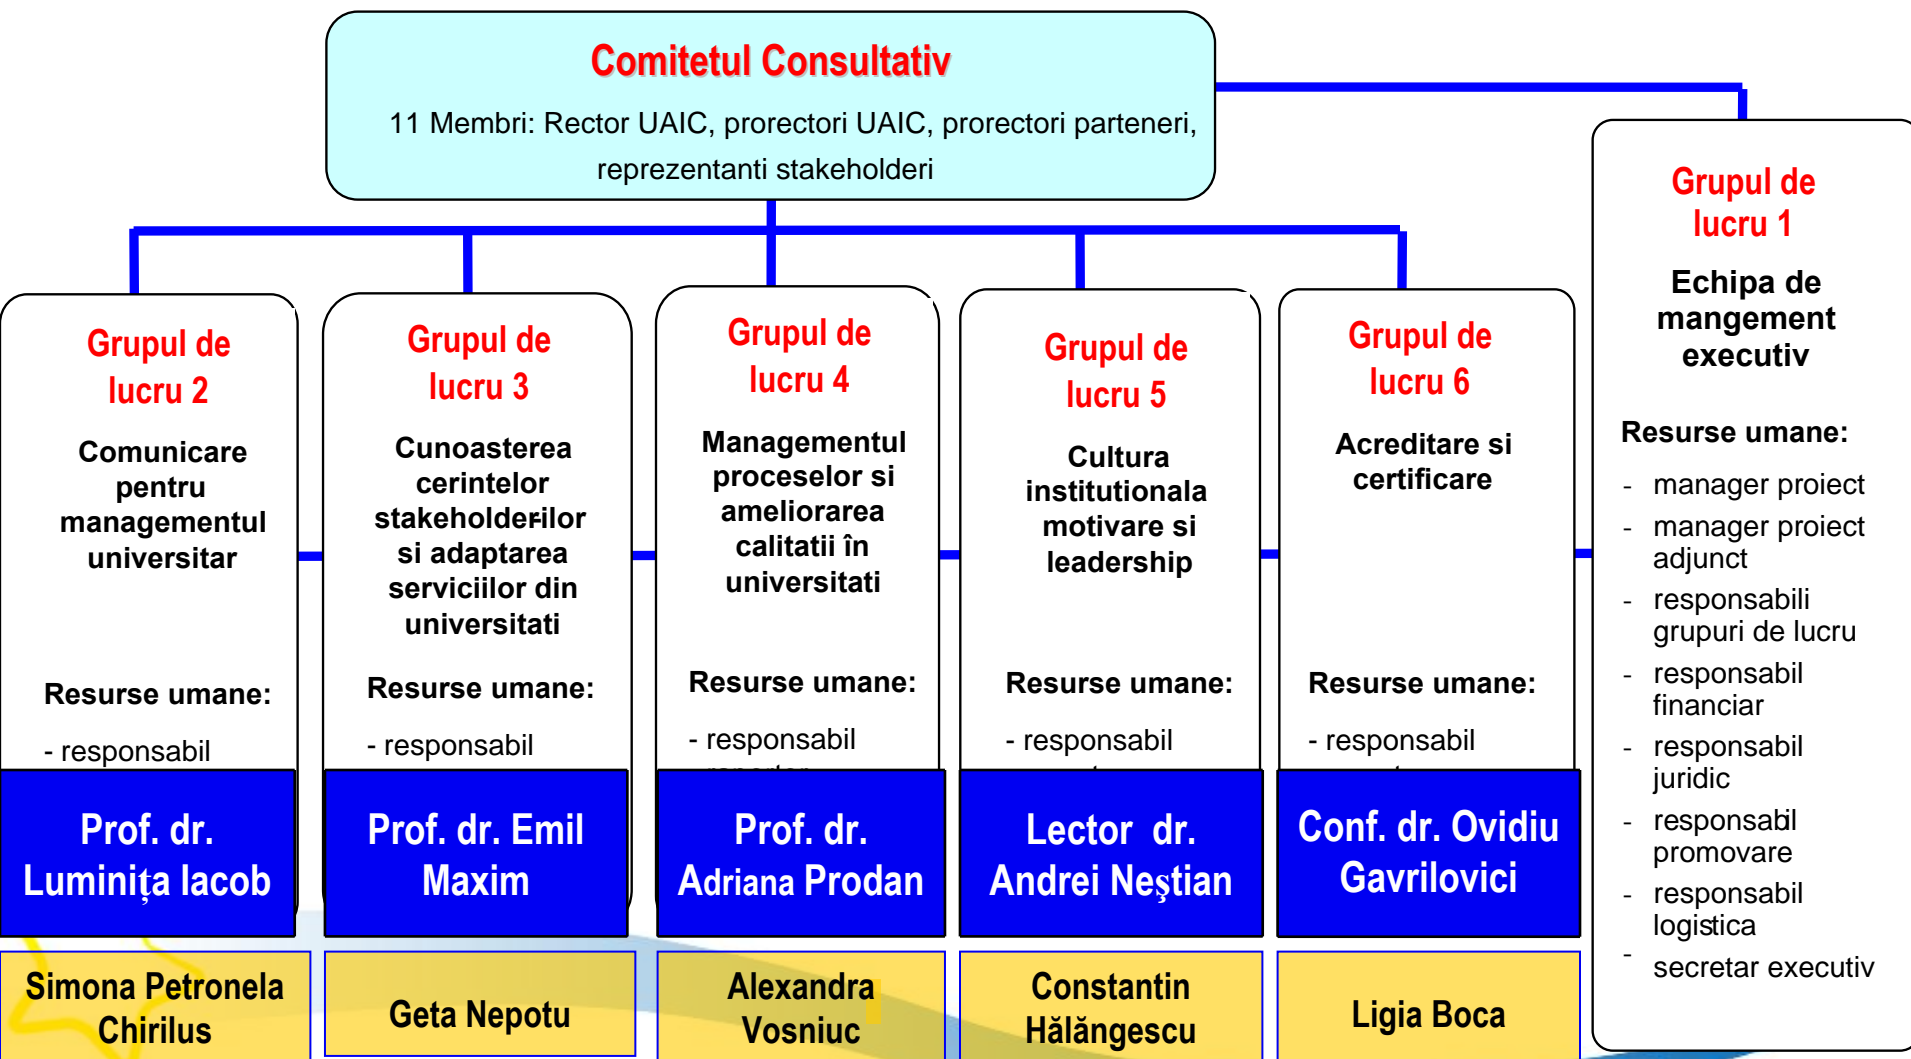 Comitetul Consultativ
11 Membri: Rector UAIC, prorectori UAIC, prorectori parteneri,
reprezentanti stakeholderi
Grupul de
lucru 1
Echipa de
mangement
executiv
Resurse umane:
- manager proiect
- manager proiect
adjunct
- responsabili
grupuri de lucru
- responsabil
financiar
- responsabil
juridic
- responsabil
promovare
- responsabil
logistica
- secretar executiv
Grupul de
lucru 2
Comunicare
pentru
managementul
universitar
Resurse umane:
- responsabil
Prof. dr.
Luminița Iacob
Simona Petronela
Chirilus
Grupul de
lucru 3
Cunoasterea
cerintelor
stakeholderilor
si adaptarea
serviciilor din
universitati
Resurse umane:
- responsabil
Prof. dr. Emil
Maxim
Geta Nepotu
Grupul de
lucru 4
Managementul
proceselor si
ameliorarea
calitatii în
universitati
Resurse umane:
- responsabil
Prof. dr.
Adriana Prodan
Alexandra
Vosniuc
Grupul de
lucru 5
Cultura
institutionala
motivare si
leadership
Resurse umane:
- responsabil
Lector dr.
Andrei Neştian
Constantin
Hălăngescu
Grupul de
lucru 6
Acreditare si
certificare
Resurse umane:
- responsabil
Conf. dr. Ovidiu
Gavrilovici
Ligia Boca